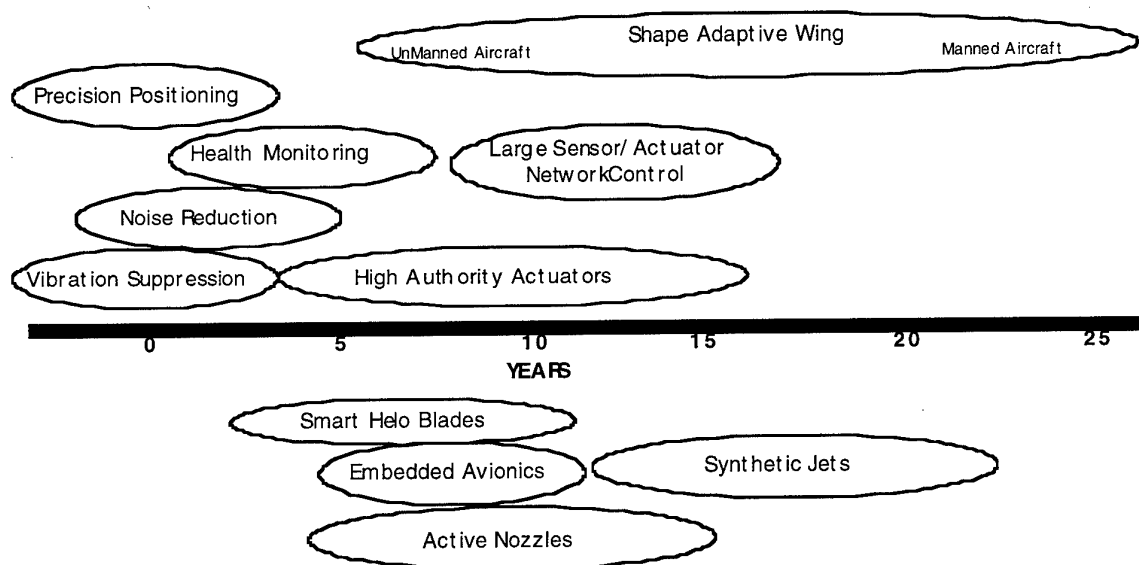 Shape Adaptive Wing
UnManned Aircraft
Manned Aircraft
Precision Positioning
Health Monitoring
Large Sensor/Actuator
NetworkControl
Noise Reduction
Vibration Suppression
High Authority Actuators
0 5 10 15 20 25
YEARS
Smart Helo Blades
Embedded Avionics
Synthetic Jets
Active Nozzles